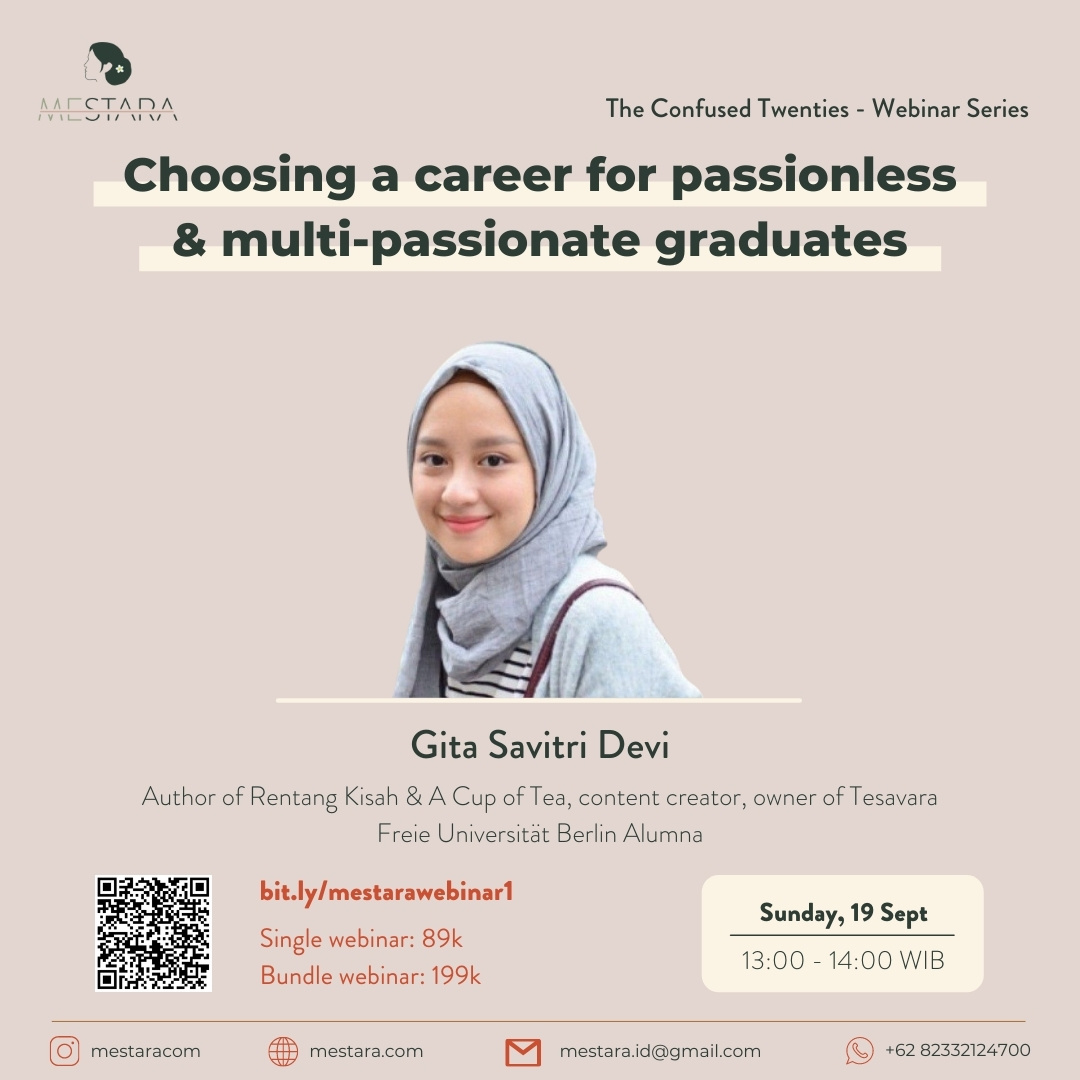 MESTARA
The Confused Twenties - Webinar Series
Choosing a career for passionless
& multi-passionate graduates
Gita Savitri Devi
Author of Rentang Kisah & A Cup of Tea, content creator, owner of Tesavara
Freie Universität Berlin Alumna
bit.ly/mestarawebinar1
Single webinar: 89k
Bundle webinar: 199k
Sunday, 19 Sept
13:00 - 14:00 WIB
mestaracom
mestara.com
mestara.id@gmail.com
+62 82332124700